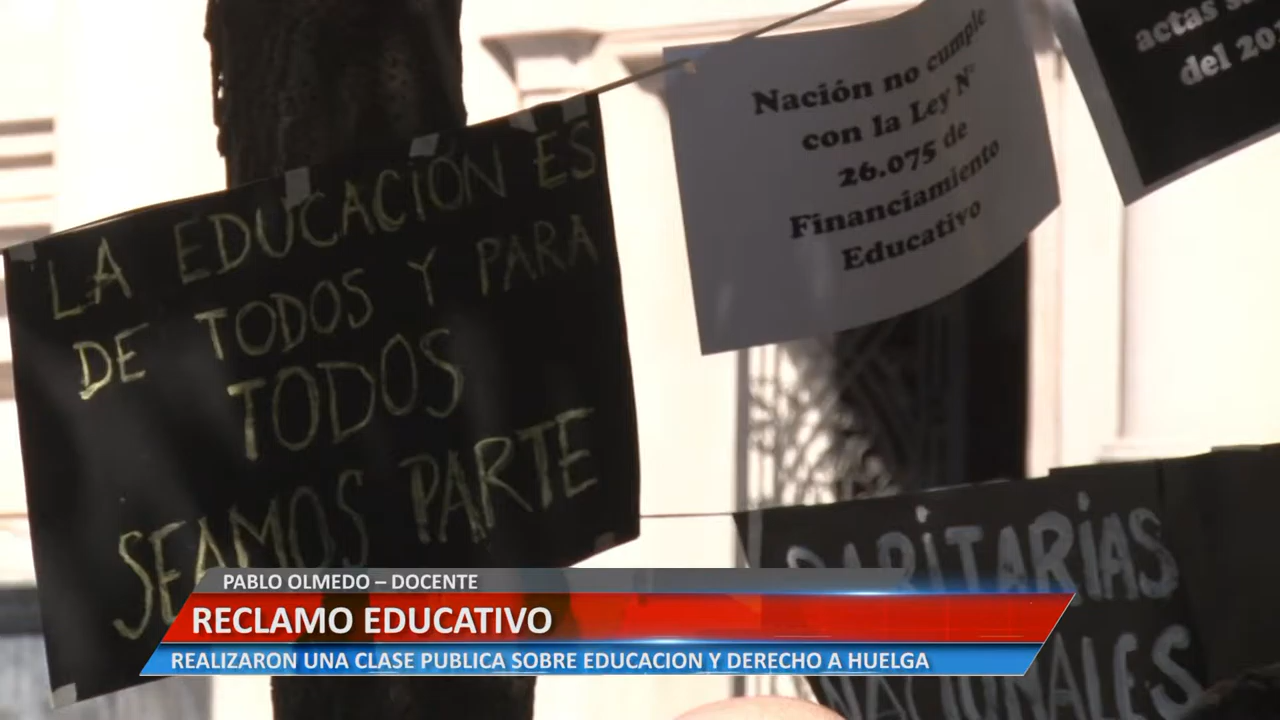 LA EDUCACIÓN ES
DE TODOS Y PARA
TODOS
SEAMOS PARTE
Nación no cumple
con la Ley N°
26.075 de
Financiamiento
Educativo
actas
del
PARITARIAS
NACIONALES
PABLO OLMEDO – DOCENTE
RECLAMO EDUCATIVO
REALIZARON UNA CLASE PUBLICA SOBRE EDUCACION Y DERECHO A HUELGA